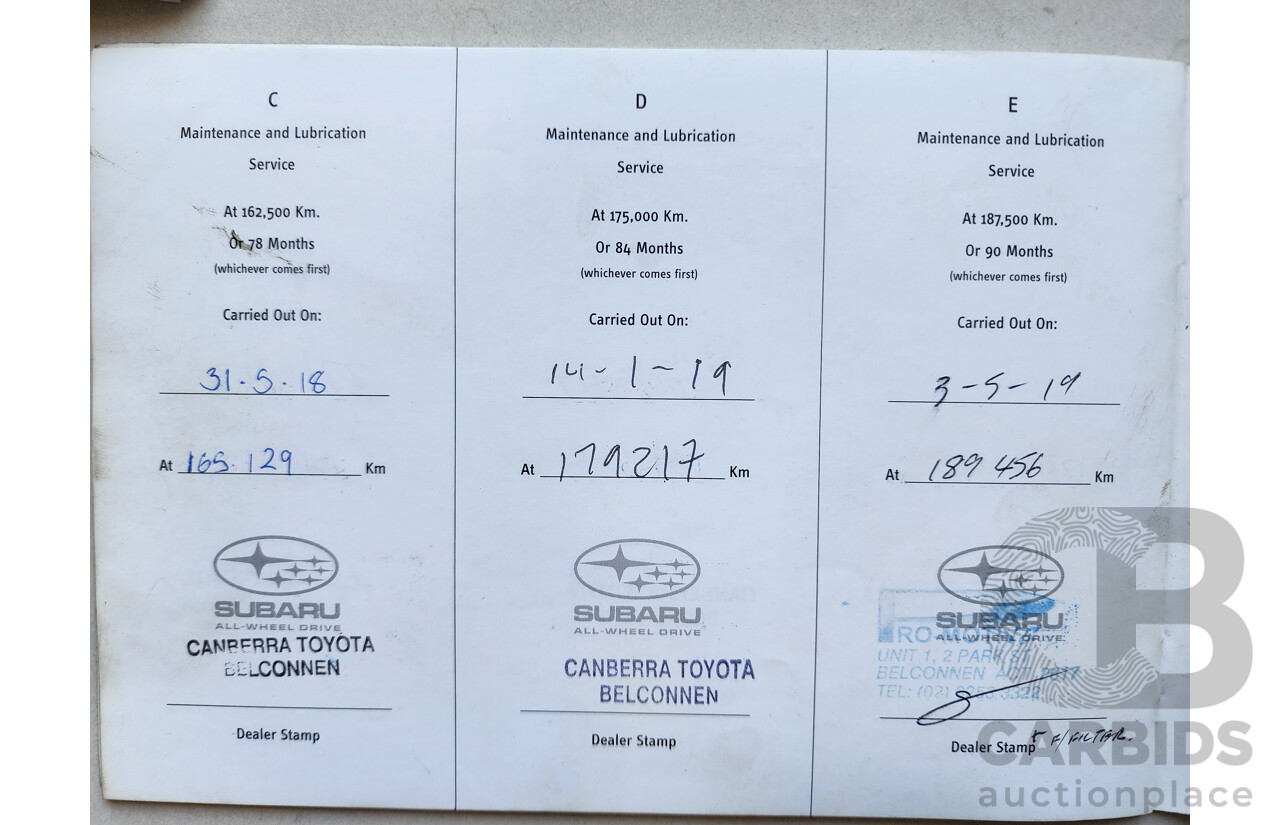 C
Maintenance and Lubrication
Service
At 162,500 Km.
Or 78 Months
(whichever comes first)
Carried Out On:
31-5-18
At 165.129 Km
SUBARU
ALL-WHEEL DRIVE
CANBERRA TOYOTA
BELCONNEN
Dealer Stamp
D
Maintenance and Lubrication
Service
At 175,000 Km.
Or 84 Months
(whichever comes first)
Carried Out On:
14-1-19
At 179217 Km
SUBARU
ALL-WHEEL DRIVE
CANBERRA TOYOTA
BELCONNEN
Dealer Stamp
E
Maintenance and Lubrication
Service
At 187,500 Km.
Or 90 Months
(whichever comes first)
Carried Out On:
3-5-19
At 189 456 Km
SUBARU
ALL-WHEEL DRIVE
UNIT 1, 2 PARK ST
BELCONNEN ACT 2617
TEL: (02)
Dealer Stamp
+ F/FILTER.
CARBIDS
auctionplace